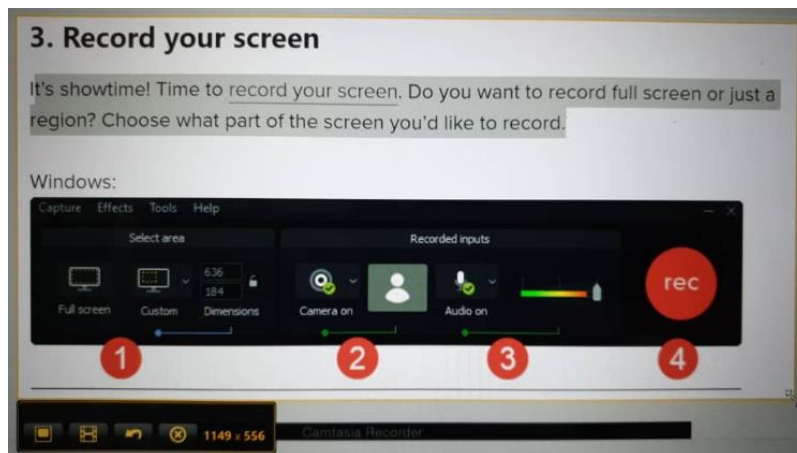 3. Record your screen
It's showtime! Time to record your screen. Do you want to record full screen or just a
region? Choose what part of the screen you'd like to record.
Windows:
Capture Effects Tools Help
Select area
Recorded inputs
636
184
rec
Full screen Custom Dimensions Camera on Audio on
1 2 3 4
1149 x 556
Camtasia Recorder